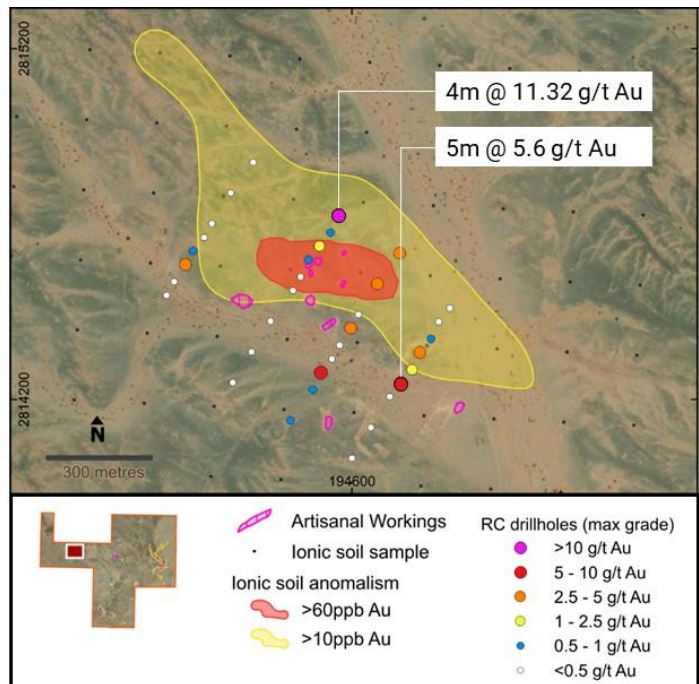 2815200
4m @ 11.32 g/t Au
5m @ 5.6 g/t Au
2814200
N
300 metres
194600
Artisanal Workings
Ionic soil sample
Ionic soil anomalism
>60ppb Au
>10ppb Au
RC drillholes (max grade)
>10 g/t Au
5 - 10 g/t Au
2.5 - 5 g/t Au
1 - 2.5 g/t Au
0.5 - 1 g/t Au
<0.5 g/t Au